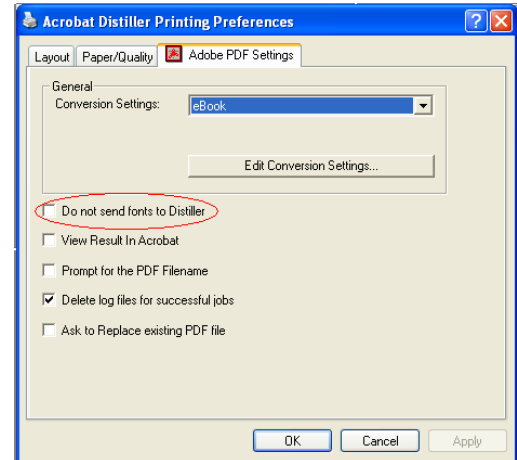 Acrobat Distiller Printing Preferences
Layout Paper/Quality Adobe PDF Settings
General
Conversion Settings: eBook
Edit Conversion Settings...
Do not send fonts to Distiller
View Result In Acrobat
Prompt for the PDF Filename
Delete log files for successful jobs
Ask to Replace existing PDF file
OK Cancel Apply